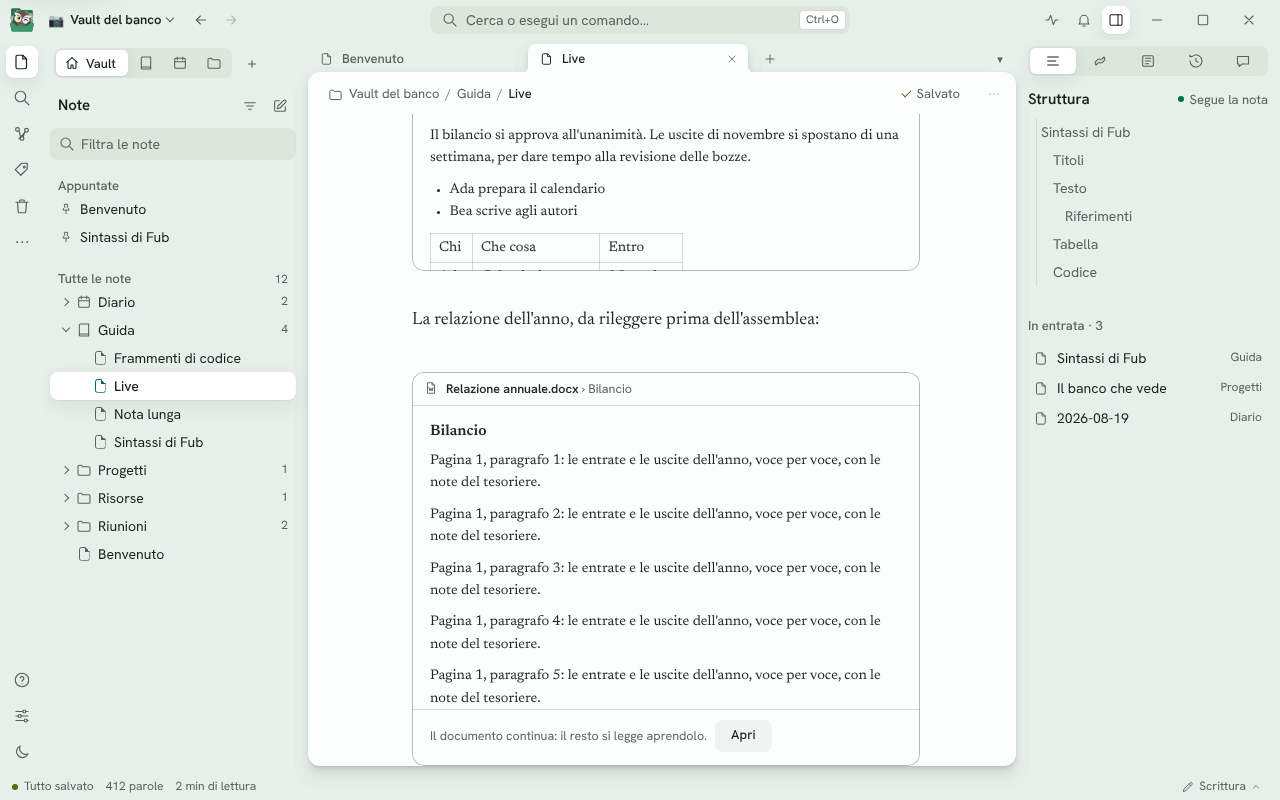 Vault del banco
Cerca o esegui un comando...
Ctrl+O
Vault
Benvenuto
Live
Note
Filtra le note
Appuntate
Benvenuto
Sintassi di Fub
Tutte le note 12
Diario 2
Guida 4
Frammenti di codice
Live
Nota lunga
Sintassi di Fub
Progetti 1
Risorse 1
Riunioni 2
Benvenuto
Vault del banco / Guida / Live
Salvato
Il bilancio si approva all'unanimità. Le uscite di novembre si spostano di una
settimana, per dare tempo alla revisione delle bozze.
• Ada prepara il calendario
• Bea scrive agli autori
Chi Che cosa Entro
La relazione dell'anno, da rileggere prima dell'assemblea:
Relazione annuale.docx › Bilancio
Bilancio
Pagina 1, paragrafo 1: le entrate e le uscite dell'anno, voce per voce, con le
note del tesoriere.
Pagina 1, paragrafo 2: le entrate e le uscite dell'anno, voce per voce, con le
note del tesoriere.
Pagina 1, paragrafo 3: le entrate e le uscite dell'anno, voce per voce, con le
note del tesoriere.
Pagina 1, paragrafo 4: le entrate e le uscite dell'anno, voce per voce, con le
note del tesoriere.
Pagina 1, paragrafo 5: le entrate e le uscite dell'anno, voce per voce, con le
note del tesoriere.
Il documento continua: il resto si legge aprendolo.
Apri
Struttura
Segue la nota
Sintassi di Fub
Titoli
Testo
Riferimenti
Tabella
Codice
In entrata · 3
Sintassi di Fub Guida
Il banco che vede Progetti
2026-08-19 Diario
Tutto salvato 412 parole 2 min di lettura
Scrittura